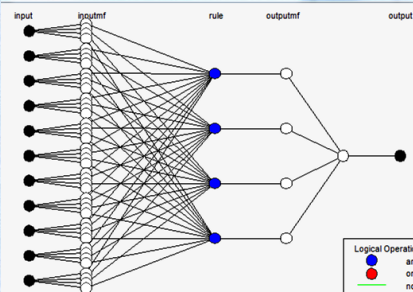 input inputmf rule outputmf output
Logical Operati
an
or
no